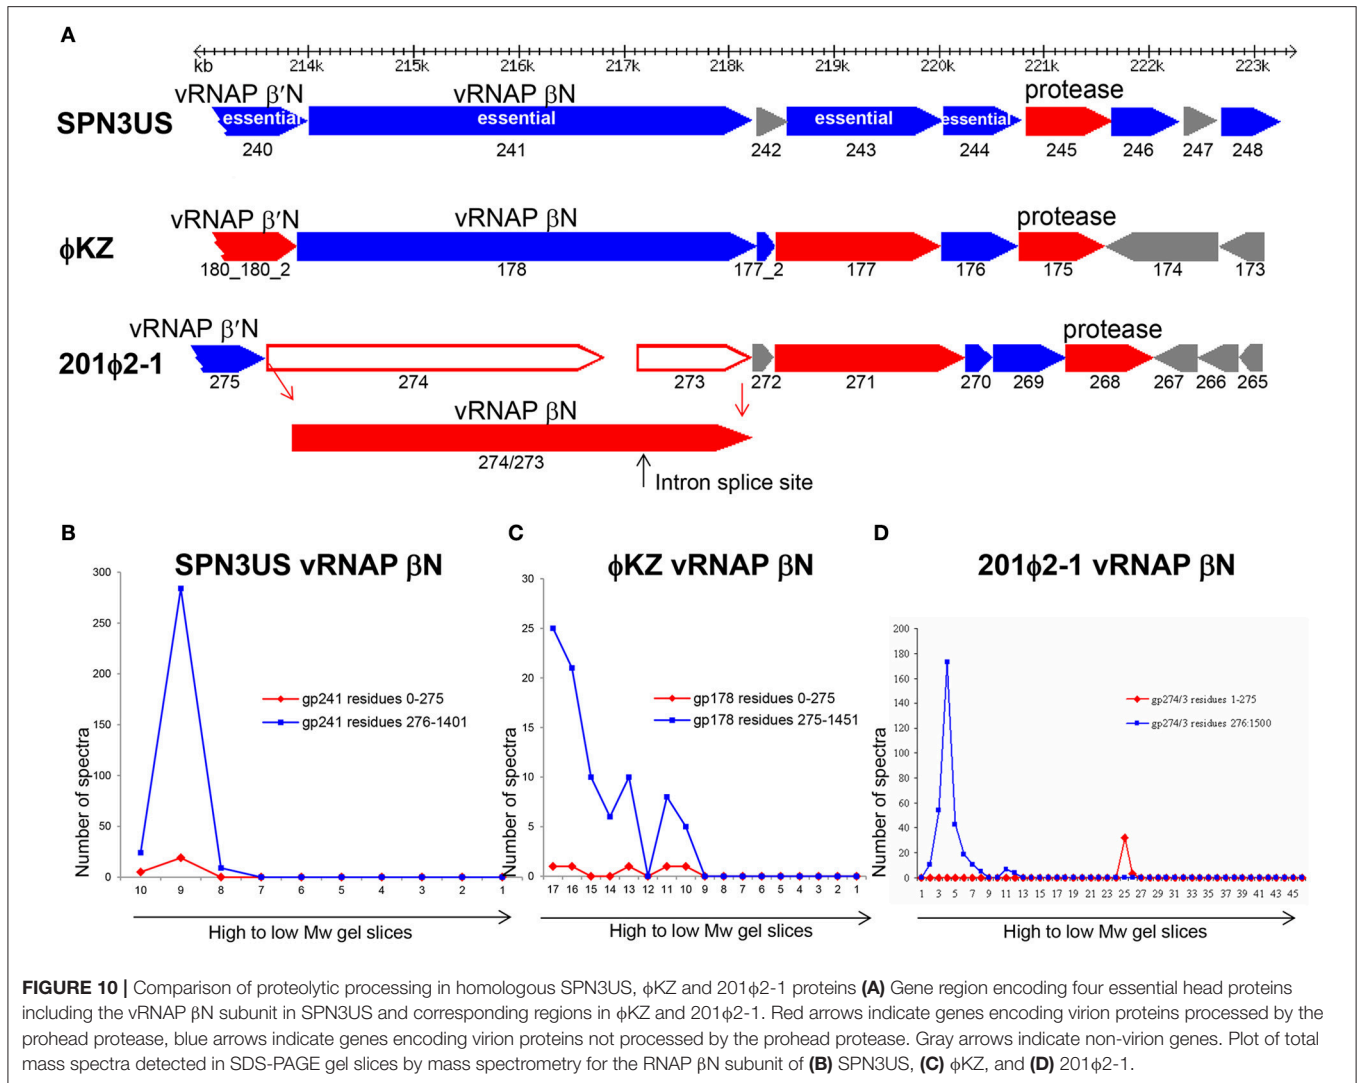 A
kb 214k 215k 216k 217k 218k 219k 220k 221k 222k 223k
vRNAP β'N vRNAP βN protease
SPN3US essential essential essential essential
240 241 242 243 244 245 246 247 248
vRNAP β'N vRNAP βN protease
ϕKZ
180_180_2 178 177_2 177 176 175 174 173
vRNAP β'N protease
201ϕ2-1
275 274 273 272 271 270 269 268 267 266 265
vRNAP βN
274/273
Intron splice site
B
SPN3US vRNAP βN
300
250
200
150
100
50
0
Number of spectra
gp241 residues 0-275
gp241 residues 276-1401
10 9 8 7 6 5 4 3 2 1
High to low Mw gel slices
C
ϕKZ vRNAP βN
30
25
20
15
10
5
0
Number of spectra
gp178 residues 0-275
gp178 residues 275-1451
17 16 15 14 13 12 11 10 9 8 7 6 5 4 3 2 1
High to low Mw gel slices
D
201ϕ2-1 vRNAP βN
200
180
160
140
120
100
80
60
40
20
0
Number of spectra
gp274/3 residues 1-275
gp274/3 residues 276:1500
1 3 5 7 9 11 13 15 17 19 21 23 25 27 29 31 33 35 37 39 41 43 45
High to low Mw gel slices
FIGURE 10 | Comparison of proteolytic processing in homologous SPN3US, ϕKZ and 201ϕ2-1 proteins (A) Gene region encoding four essential head proteins
including the vRNAP βN subunit in SPN3US and corresponding regions in ϕKZ and 201ϕ2-1. Red arrows indicate genes encoding virion proteins processed by the
prohead protease, blue arrows indicate genes encoding virion proteins not processed by the prohead protease. Gray arrows indicate non-virion genes. Plot of total
mass spectra detected in SDS-PAGE gel slices by mass spectrometry for the RNAP βN subunit of (B) SPN3US, (C) ϕKZ, and (D) 201ϕ2-1.